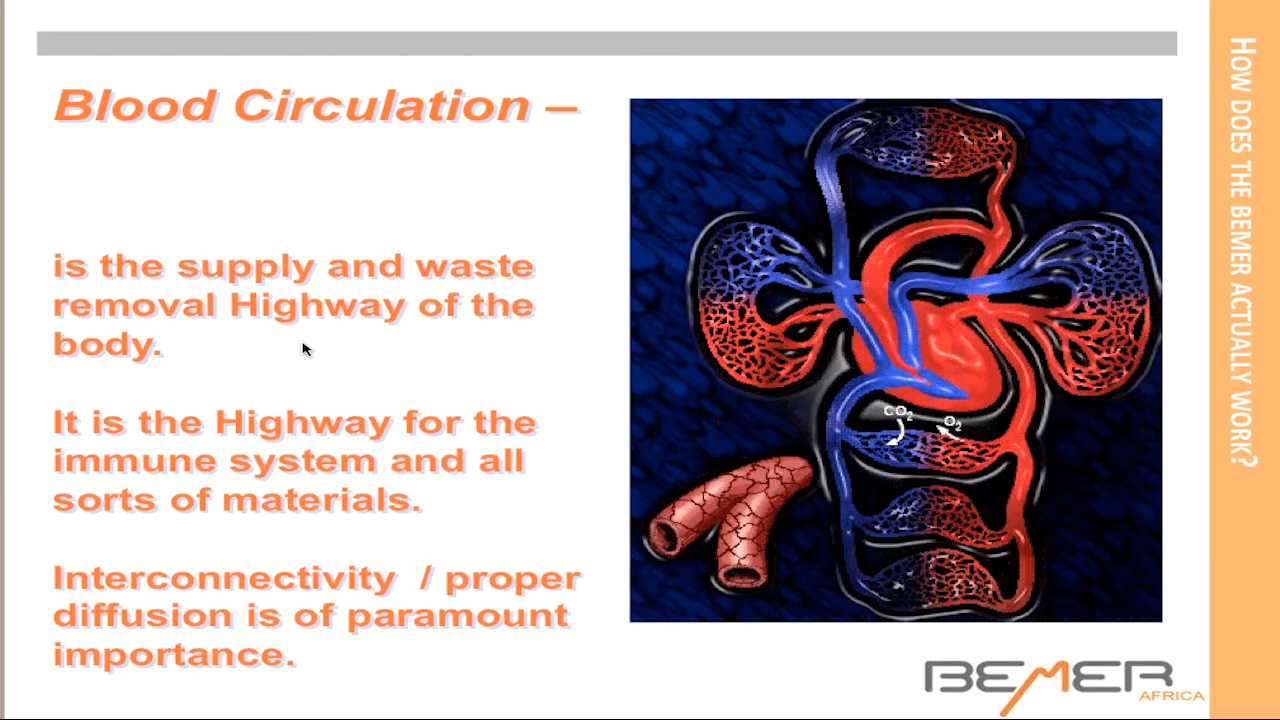 Blood Circulation –
is the supply and waste
removal Highway of the
body.
It is the Highway for the
immune system and all
sorts of materials.
Interconnectivity / proper
diffusion is of paramount
importance.
CO2
O2
BEMER
AFRICA
HOW DOES THE BEMER ACTUALLY WORK?